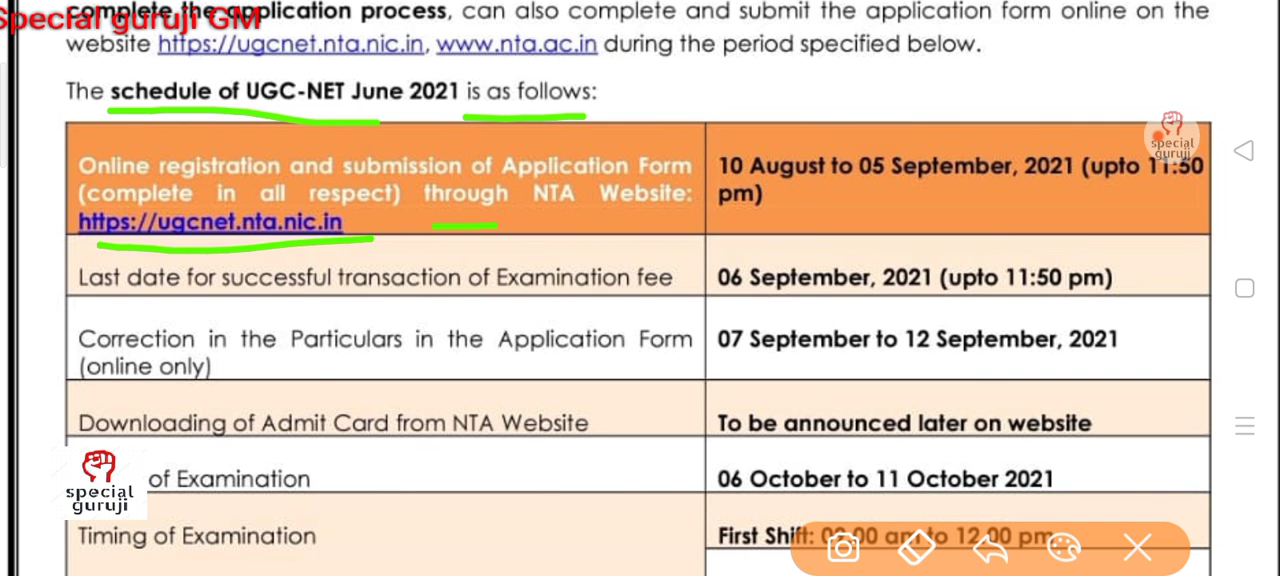 Special guruji GM
complete the application process, can also complete and submit the application form online on the
website https://ugcnet.nta.nic.in, www.nta.ac.in during the period specified below.
The schedule of UGC-NET June 2021 is as follows:
Online registration and submission of Application Form
(complete in all respect) through NTA Website:
https://ugcnet.nta.nic.in
10 August to 05 September, 2021 (upto 11:50
pm)
special
guruji
Last date for successful transaction of Examination fee
06 September, 2021 (upto 11:50 pm)
Correction in the Particulars in the Application Form
(online only)
07 September to 12 September, 2021
Downloading of Admit Card from NTA Website
To be announced later on website
special
guruji
of Examination
06 October to 11 October 2021
Timing of Examination
First Shift: 09.00 am to 12.00 pm